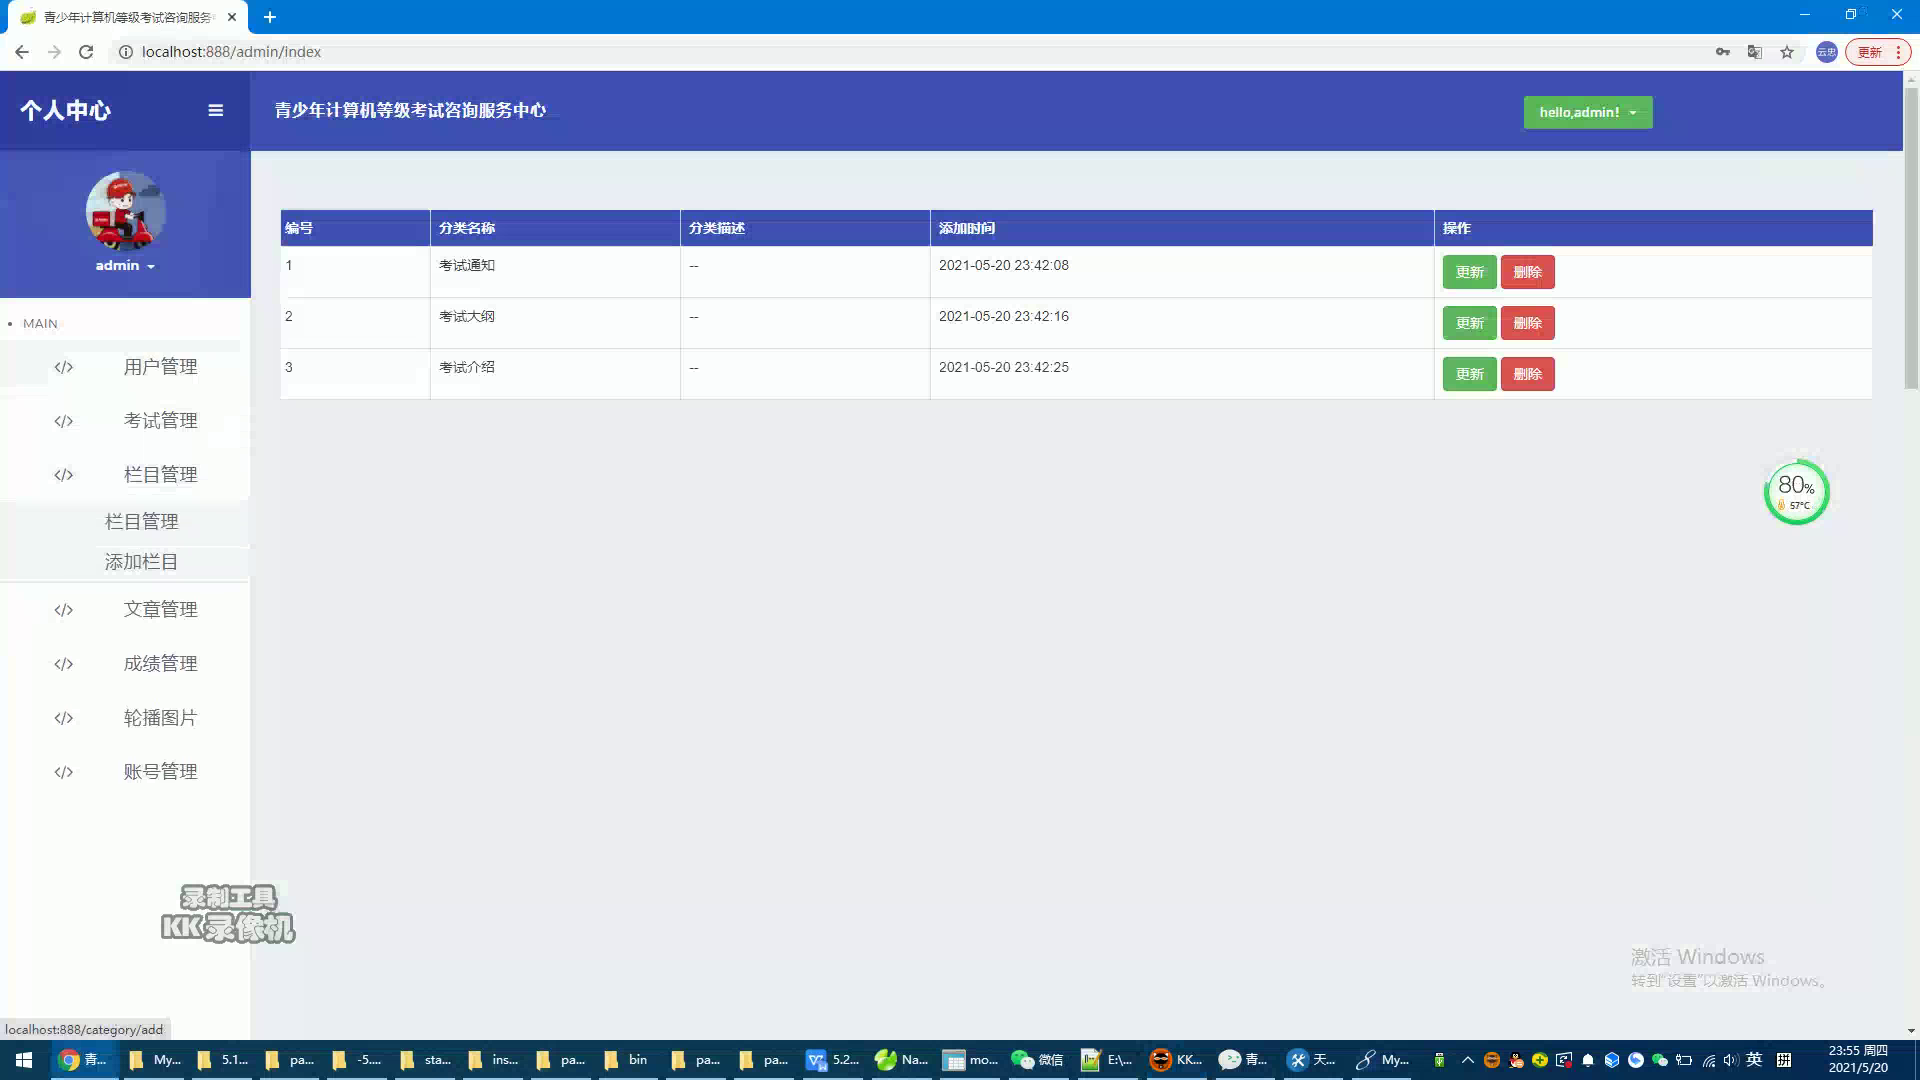 青少年计算机等级考试咨询服务
localhost:888/admin/index
云忠
更新
个人中心
青少年计算机等级考试咨询服务中心
hello,admin!
admin
MAIN
用户管理
考试管理
栏目管理
栏目管理
添加栏目
文章管理
成绩管理
轮播图片
账号管理
编号 分类名称 分类描述 添加时间 操作
1 考试通知 -- 2021-05-20 23:42:08 更新 删除
2 考试大纲 -- 2021-05-20 23:42:16 更新 删除
3 考试介绍 -- 2021-05-20 23:42:25 更新 删除
80%
57°C
录制工具
KK录像机
激活 Windows
转到"设置"以激活 Windows。
localhost:888/category/add
青... My... 5.1... pa... -5.... sta... ins... pa... bin pa... pa... 5.2... Na... mo... 微信 E:\... KK... 青... 天... My... 英 拼
23:55 周四
2021/5/20